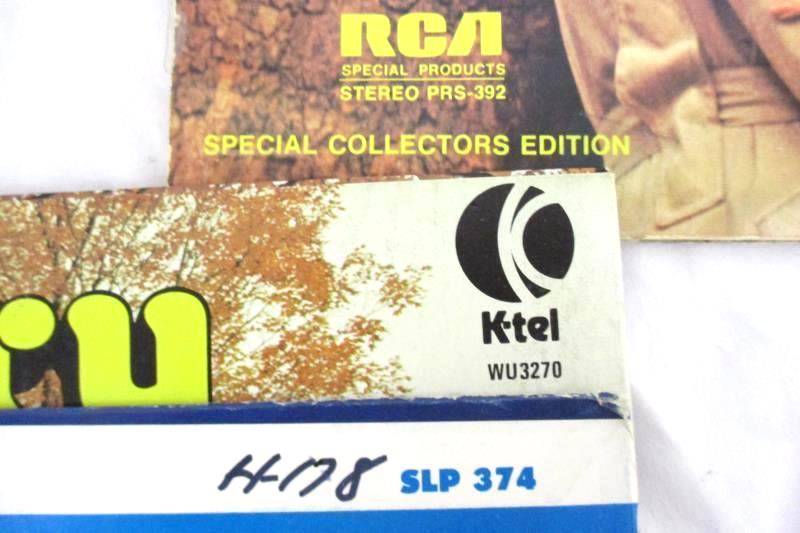 RCA
SPECIAL PRODUCTS
STEREO PRS-392
SPECIAL COLLECTORS EDITION
K-tel
WU3270
H-178 SLP 374